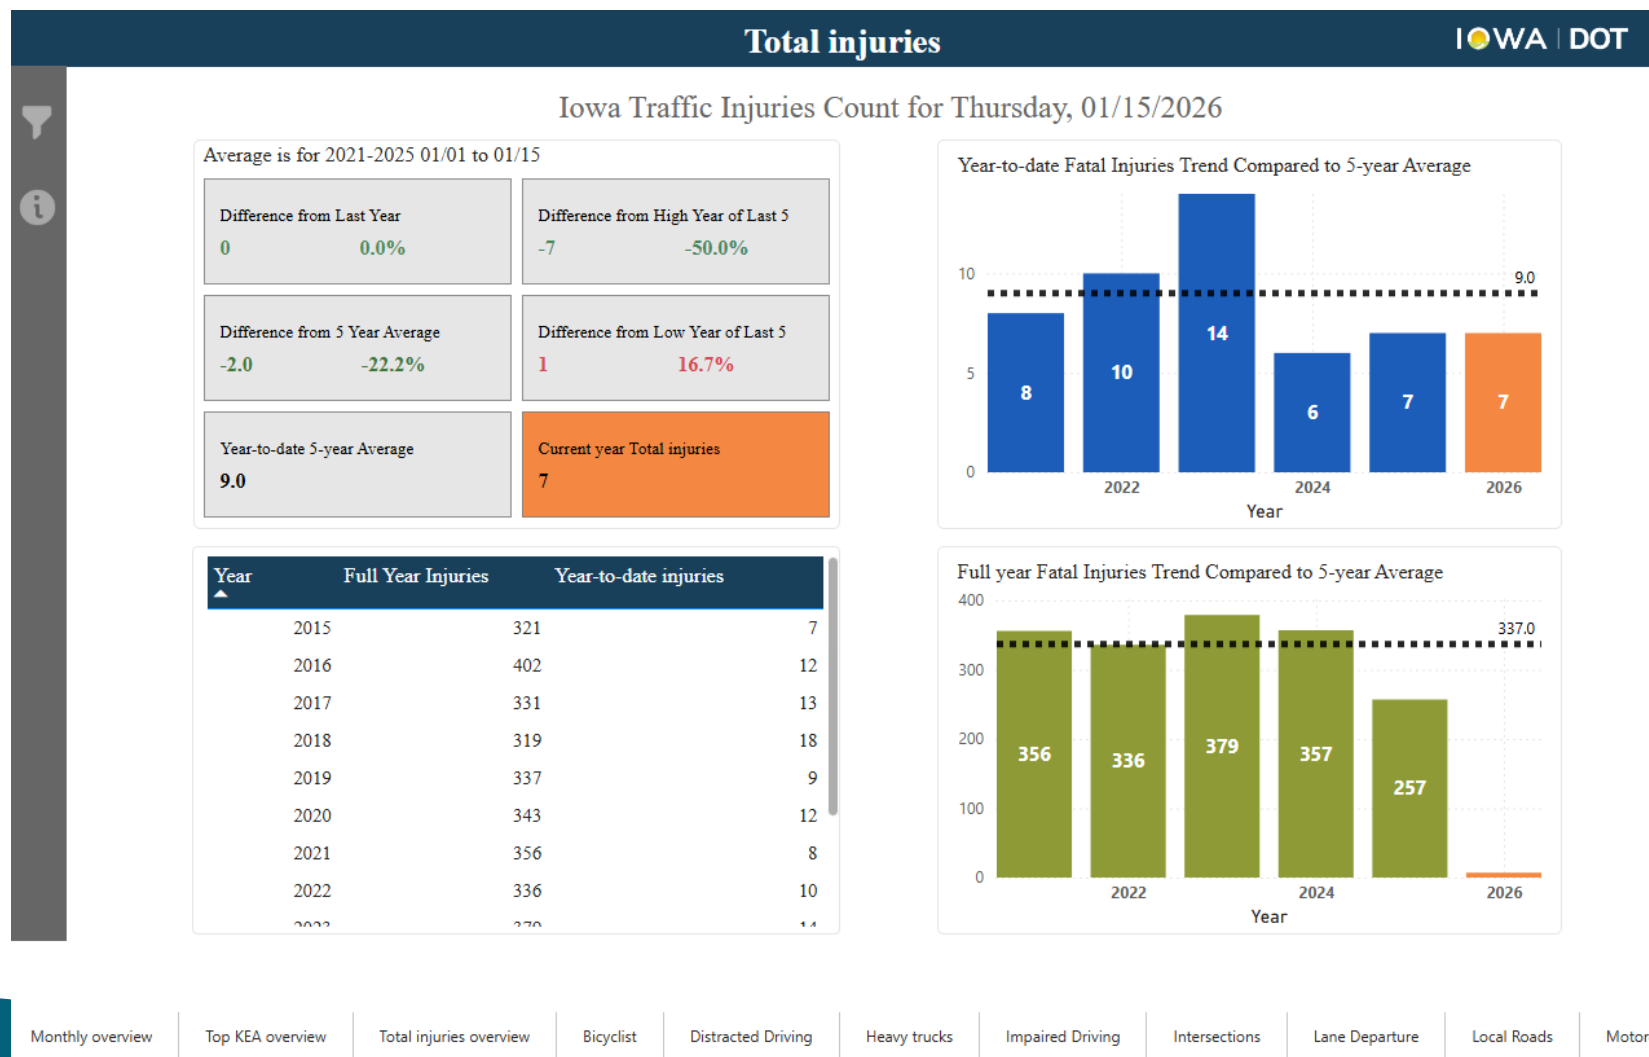 Total injuries
IOWA | DOT
Iowa Traffic Injuries Count for Thursday, 01/15/2026
Average is for 2021-2025 01/01 to 01/15
Difference from Last Year
0 0.0%
Difference from High Year of Last 5
-7 -50.0%
Difference from 5 Year Average
-2.0 -22.2%
Difference from Low Year of Last 5
1 16.7%
Year-to-date 5-year Average
9.0
Current year Total injuries
7
Year-to-date Fatal Injuries Trend Compared to 5-year Average
10
5
0
9.0
8 10 14 6 7 7
2022 2024 2026
Year
Year Full Year Injuries Year-to-date injuries
2015 321 7
2016 402 12
2017 331 13
2018 319 18
2019 337 9
2020 343 12
2021 356 8
2022 336 10
2023 379 14
Full year Fatal Injuries Trend Compared to 5-year Average
400
300
200
100
0
337.0
356 336 379 357 257
2022 2024 2026
Year
Monthly overview Top KEA overview Total injuries overview Bicyclist Distracted Driving Heavy trucks Impaired Driving Intersections Lane Departure Local Roads Motor